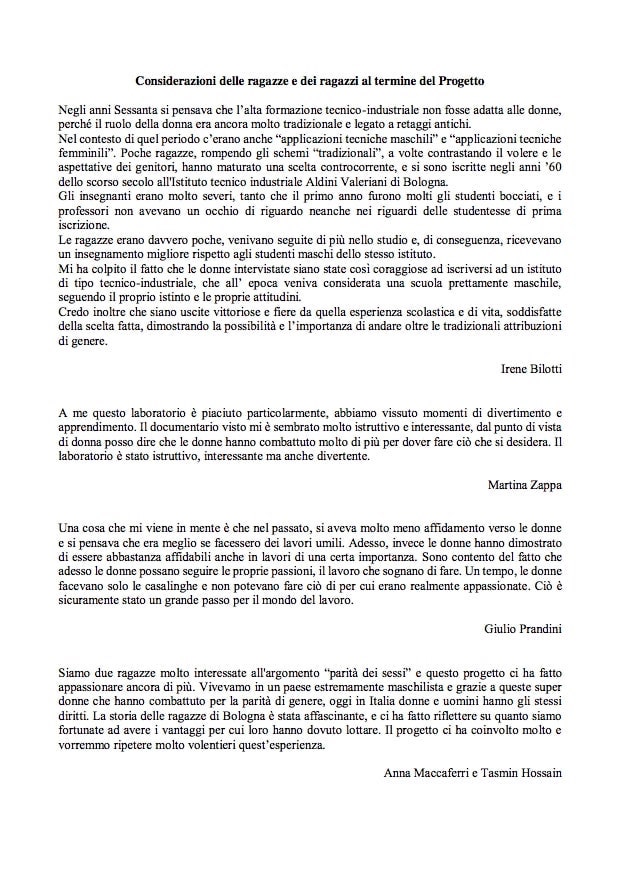 Considerazioni delle ragazze e dei ragazzi al termine del Progetto
Negli anni Sessanta si pensava che l’alta formazione tecnico-industriale non fosse adatta alle donne,
perché il ruolo della donna era ancora molto tradizionale e legato a retaggi antichi.
Nel contesto di quel periodo c’erano anche “applicazioni tecniche maschili” e “applicazioni tecniche
femminili”. Poche ragazze, rompendo gli schemi “tradizionali”, a volte contrastando il volere e le
aspettative dei genitori, hanno maturato una scelta controcorrente, e si sono iscritte negli anni ’60
dello scorso secolo all'Istituto tecnico industriale Aldini Valeriani di Bologna.
Gli insegnanti erano molto severi, tanto che il primo anno furono molti gli studenti bocciati, e i
professori non avevano un occhio di riguardo neanche nei riguardi delle studentesse di prima
iscrizione.
Le ragazze erano davvero poche, venivano seguite di più nello studio e, di conseguenza, ricevevano
un insegnamento migliore rispetto agli studenti maschi dello stesso istituto.
Mi ha colpito il fatto che le donne intervistate siano state così coraggiose ad iscriversi ad un istituto
di tipo tecnico-industriale, che all’ epoca veniva considerata una scuola prettamente maschile,
seguendo il proprio istinto e le proprie attitudini.
Credo inoltre che siano uscite vittoriose e fiere da quella esperienza scolastica e di vita, soddisfatte
della scelta fatta, dimostrando la possibilità e l’importanza di andare oltre le tradizionali attribuzioni
di genere.
Irene Bilotti
A me questo laboratorio è piaciuto particolarmente, abbiamo vissuto momenti di divertimento e
apprendimento. Il documentario visto mi è sembrato molto istruttivo e interessante, dal punto di vista
di donna posso dire che le donne hanno combattuto molto di più per dover fare ciò che si desidera. Il
laboratorio è stato istruttivo, interessante ma anche divertente.
Martina Zappa
Una cosa che mi viene in mente è che nel passato, si aveva molto meno affidamento verso le donne
e si pensava che era meglio se facessero dei lavori umili. Adesso, invece le donne hanno dimostrato
di essere abbastanza affidabili anche in lavori di una certa importanza. Sono contento del fatto che
adesso le donne possano seguire le proprie passioni, il lavoro che sognano di fare. Un tempo, le donne
facevano solo le casalinghe e non potevano fare ciò di per cui erano realmente appassionate. Ciò è
sicuramente stato un grande passo per il mondo del lavoro.
Giulio Prandini
Siamo due ragazze molto interessate all'argomento “parità dei sessi” e questo progetto ci ha fatto
appassionare ancora di più. Vivevamo in un paese estremamente maschilista e grazie a queste super
donne che hanno combattuto per la parità di genere, oggi in Italia donne e uomini hanno gli stessi
diritti. La storia delle ragazze di Bologna è stata affascinante, e ci ha fatto riflettere su quanto siamo
fortunate ad avere i vantaggi per cui loro hanno dovuto lottare. Il progetto ci ha coinvolto molto e
vorremmo ripetere molto volentieri quest’esperienza.
Anna Maccaferri e Tasmin Hossain